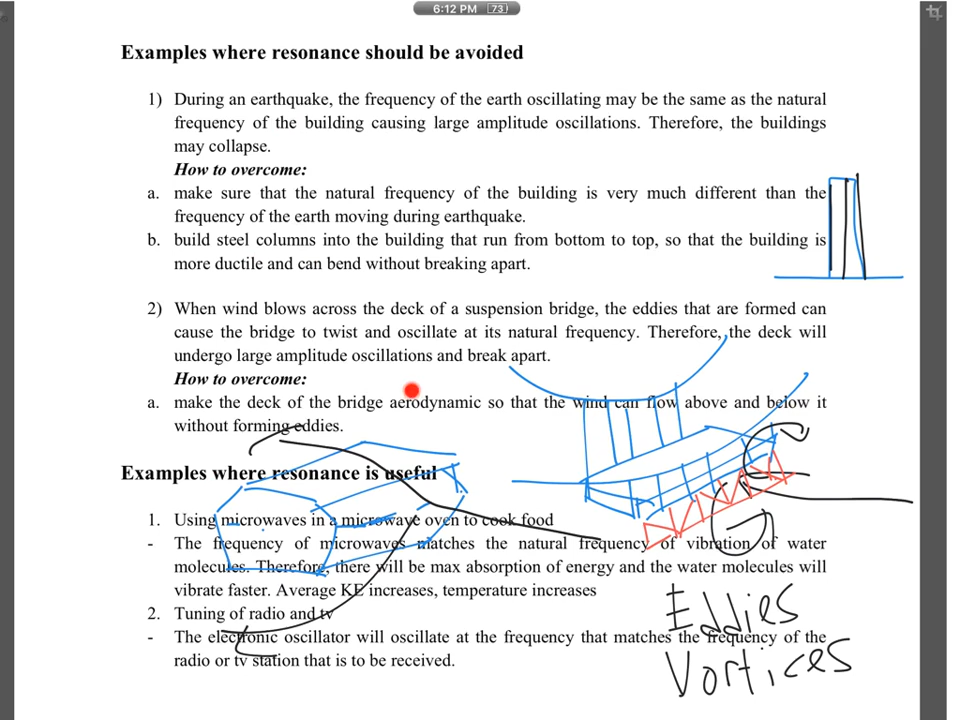 6:12 PM 73
Examples where resonance should be avoided
1) During an earthquake, the frequency of the earth oscillating may be the same as the natural
frequency of the building causing large amplitude oscillations. Therefore, the buildings
may collapse.
How to overcome:
a. make sure that the natural frequency of the building is very much different than the
frequency of the earth moving during earthquake.
b. build steel columns into the building that run from bottom to top, so that the building is
more ductile and can bend without breaking apart.
2) When wind blows across the deck of a suspension bridge, the eddies that are formed can
cause the bridge to twist and oscillate at its natural frequency. Therefore, the deck will
undergo large amplitude oscillations and break apart.
How to overcome:
a. make the deck of the bridge aerodynamic so that the wind can flow above and below it
without forming eddies.
Examples where resonance is useful
1. Using microwaves in a microwave oven to cook food
- The frequency of microwaves matches the natural frequency of vibration of water
molecules. Therefore, there will be max absorption of energy and the water molecules will
vibrate faster. Average KE increases, temperature increases
2. Tuning of radio and tv
- The electronic oscillator will oscillate at the frequency that matches the frequency of the
radio or tv station that is to be received.
Eddies
Vortices